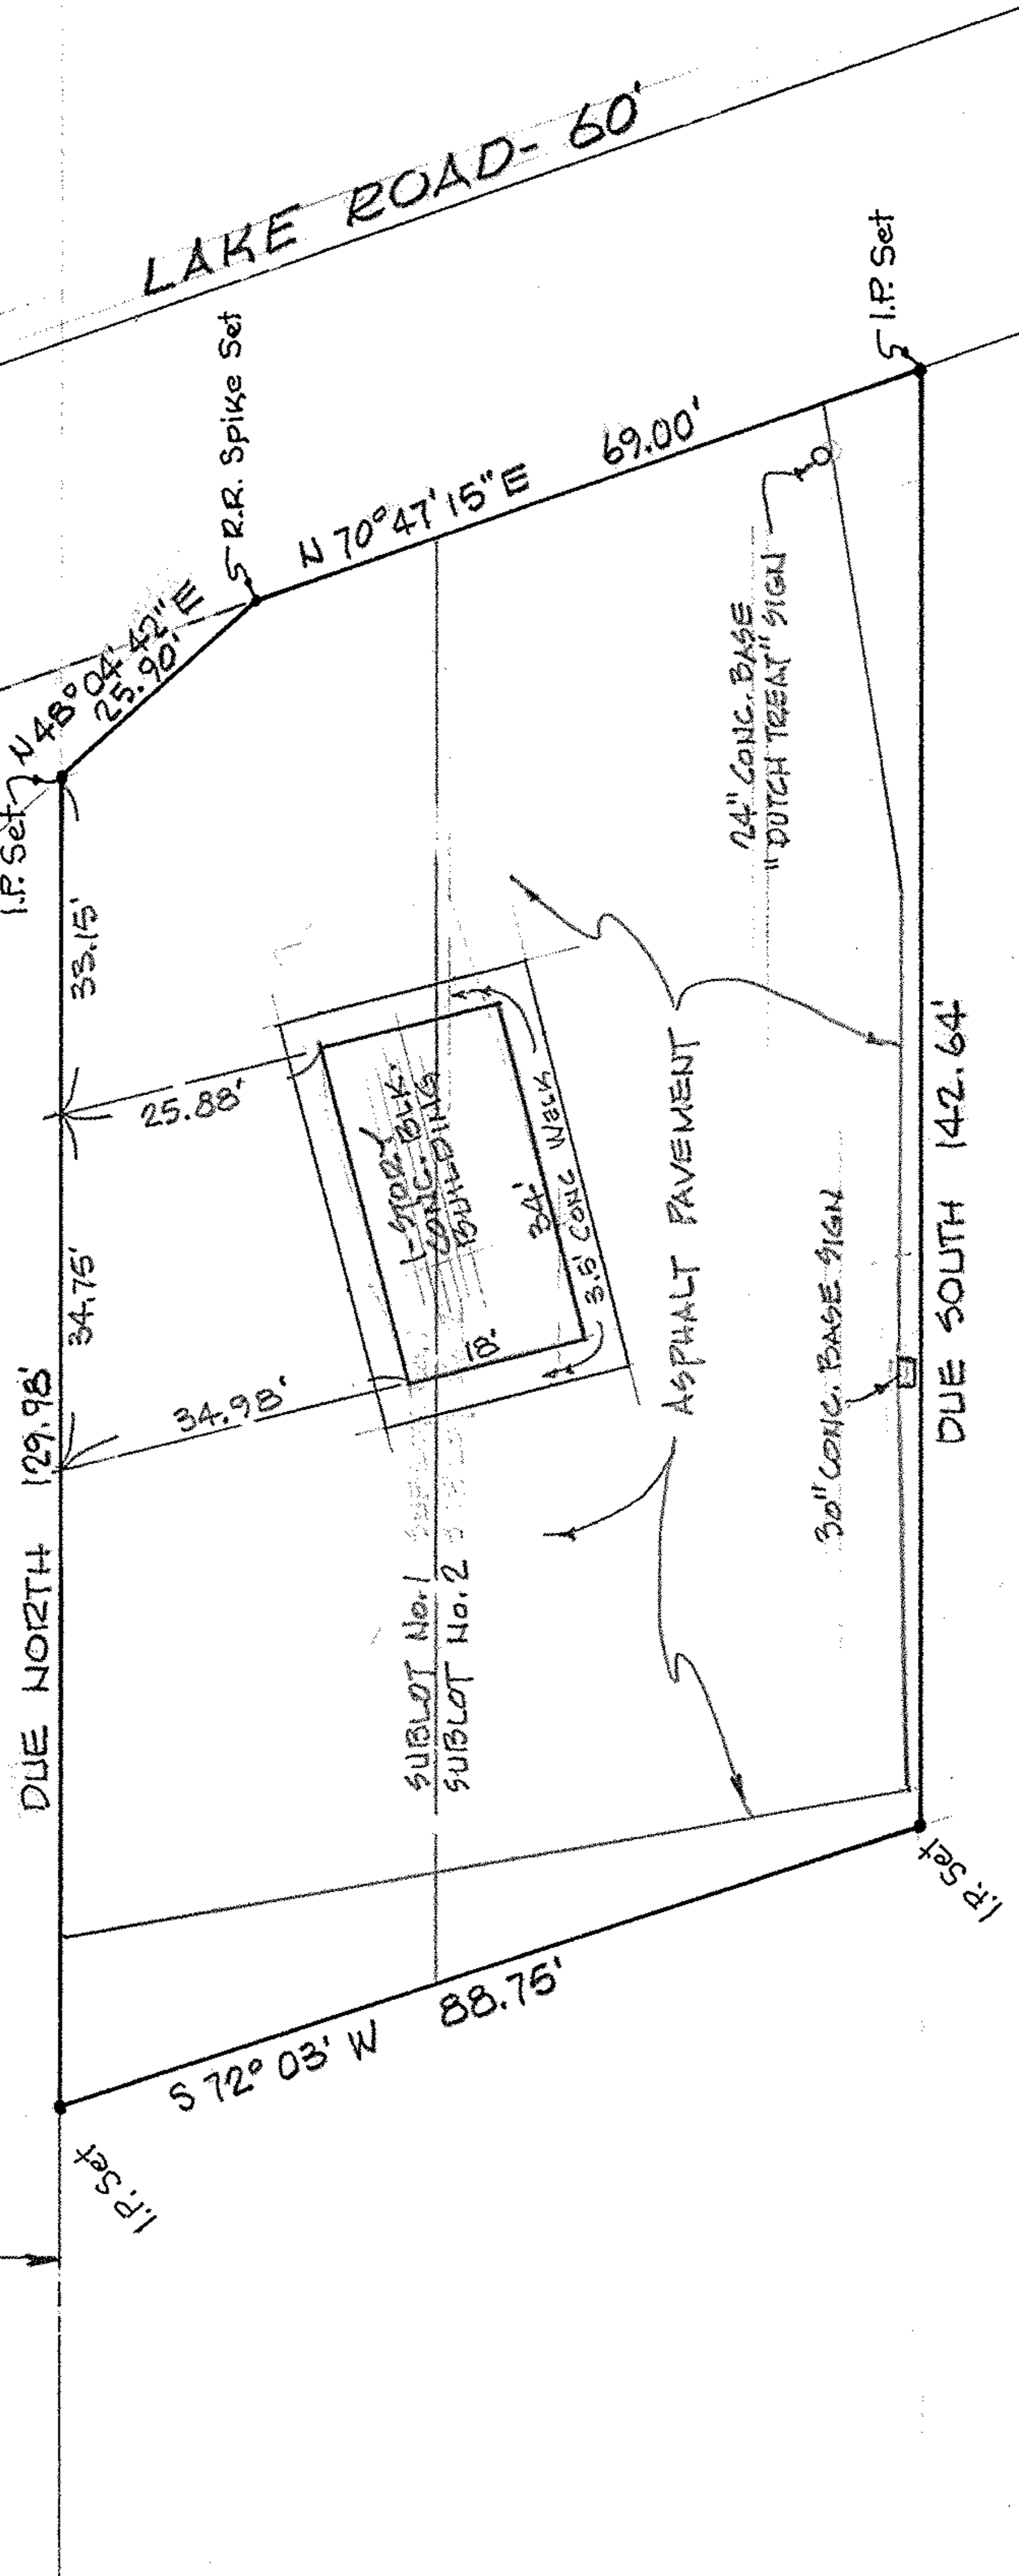 LAKE ROAD- 60'
I.P. Set
R.R. Spike Set
I.P. Set
N 48° 04' 42" E
25.90'
N 70° 47' 15" E 69.00'
33.15'
25.88'
34.75'
34.98'
DUE NORTH 129.98'
1-STORY
CONC. BLK.
BUILDING
34'
18'
3.5' CONC WALK
24" CONC. BASE
"DUTCH TREAT" SIGN
ASPHALT PAVEMENT
30" CONC. BASE SIGN
DUE SOUTH 142.64'
SUBLOT No. 1
SUBLOT No. 2
S 72° 03' W 88.75'
I.P. Set
I.P. Set